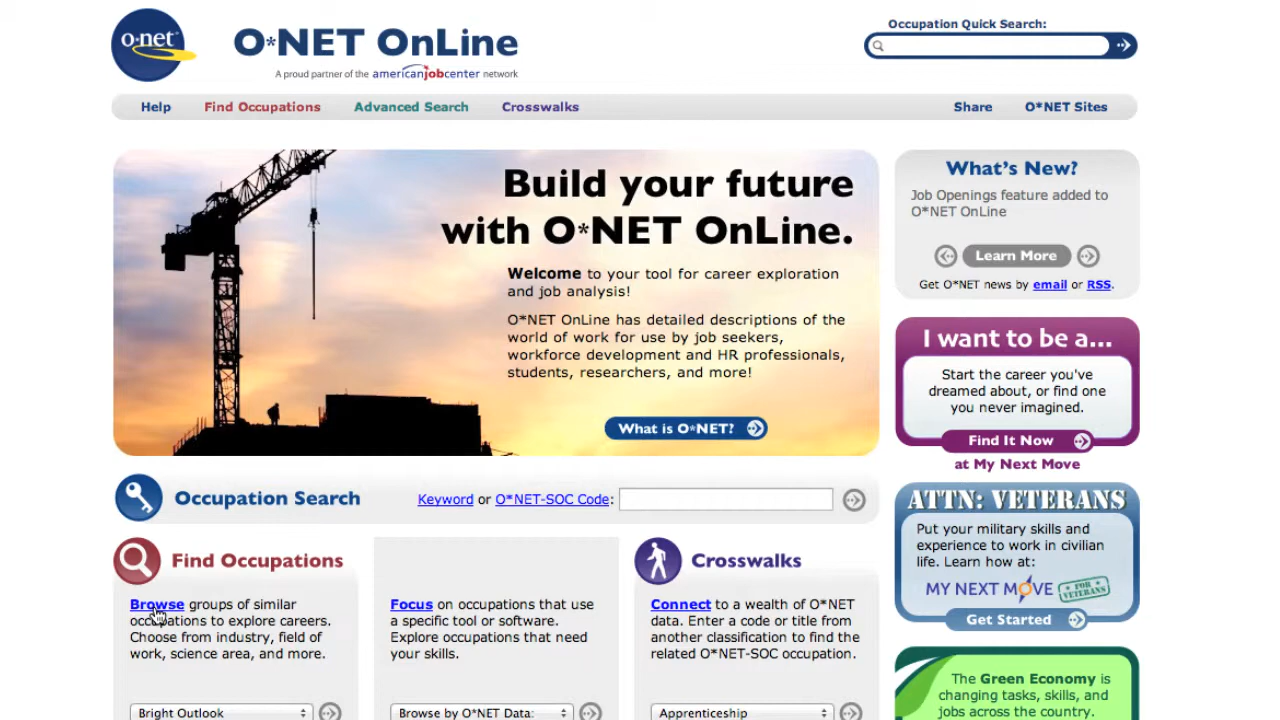 o·net
O*NET OnLine
A proud partner of the americanjobcenter network
Occupation Quick Search:
Help
Find Occupations
Advanced Search
Crosswalks
Share
O*NET Sites
Build your future
with O*NET OnLine.
Welcome to your tool for career exploration
and job analysis!
O*NET OnLine has detailed descriptions of the
world of work for use by job seekers,
workforce development and HR professionals,
students, researchers, and more!
What is O*NET?
What's New?
Job Openings feature added to
O*NET OnLine
Learn More
Get O*NET news by email or RSS.
I want to be a...
Start the career you've
dreamed about, or find one
you never imagined.
Find It Now
at My Next Move
Occupation Search
Keyword or O*NET-SOC Code:
ATTN: VETERANS
Put your military skills and
experience to work in civilian
life. Learn how at:
MY NEXT MOVE FOR VETERANS
Get Started
Find Occupations
Browse groups of similar
occupations to explore careers.
Choose from industry, field of
work, science area, and more.
Bright Outlook
Focus on occupations that use
a specific tool or software.
Explore occupations that need
your skills.
Browse by O*NET Data:
Crosswalks
Connect to a wealth of O*NET
data. Enter a code or title from
another classification to find the
related O*NET-SOC occupation.
Apprenticeship
The Green Economy is
changing tasks, skills, and
jobs across the country.